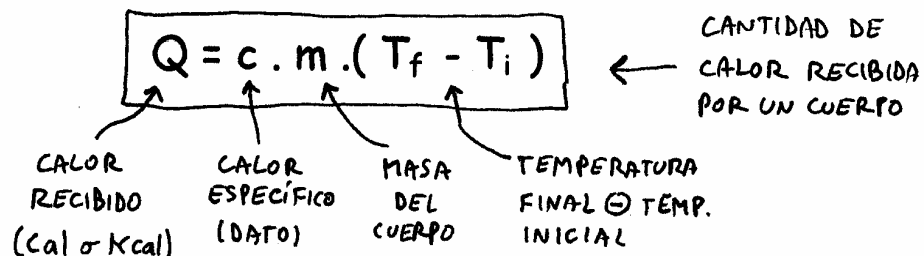 Q = c . m .( Tf - Ti )
CANTIDAD DE
CALOR RECIBIDA
POR UN CUERPO
CALOR
RECIBIDO
(Cal o Kcal)
CALOR
ESPECÍFICO
(DATO)
MASA
DEL
CUERPO
TEMPERATURA
FINAL ⊖ TEMP.
INICIAL